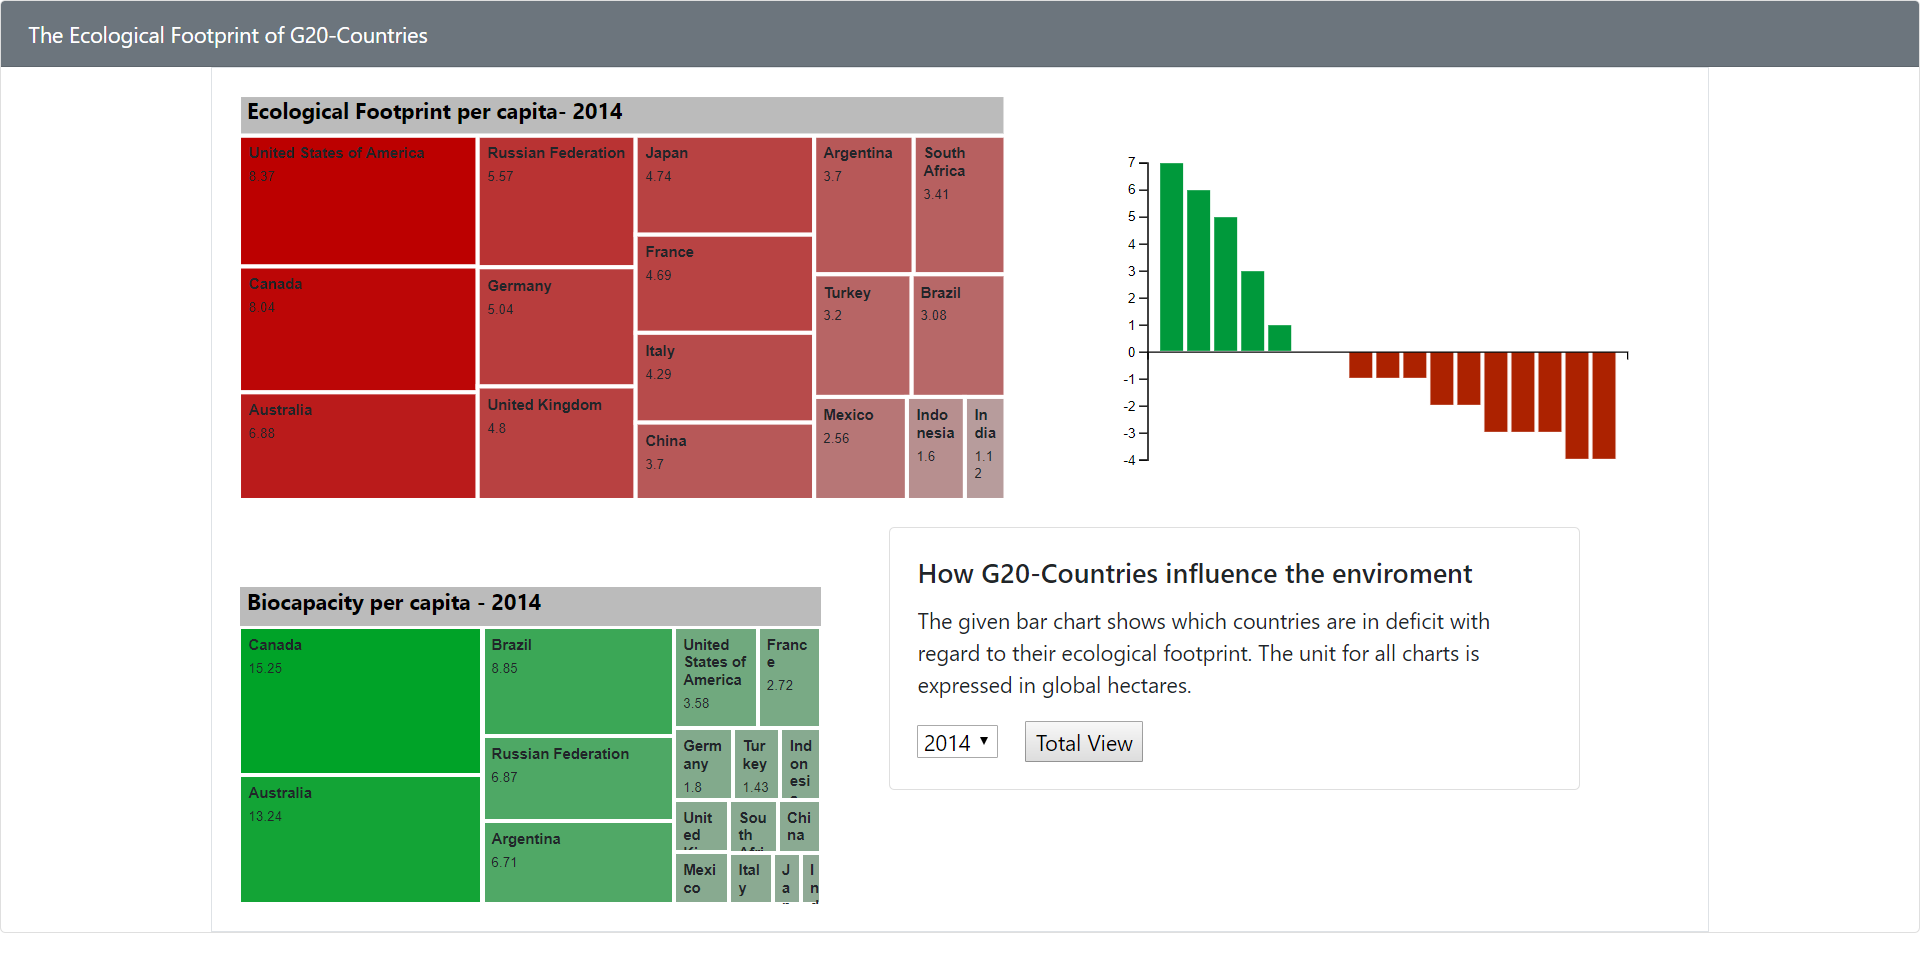 The Ecological Footprint of G20-Countries
Ecological Footprint per capita- 2014
United States of America
8.37
Canada
8.04
Australia
6.88
Russian Federation
5.57
Germany
5.04
United Kingdom
4.8
Japan
4.74
France
4.69
Italy
4.29
China
3.7
Argentina
3.7
South
Africa
3.41
Turkey
3.2
Brazil
3.08
Mexico
2.56
Indo
nesia
1.6
In
dia
1.1
2
7
6
5
4
3
2
1
0
-1
-2
-3
-4
Biocapacity per capita - 2014
Canada
15.25
Australia
13.24
Brazil
8.85
Russian Federation
6.87
Argentina
6.71
United
States of
America
3.58
Franc
e
2.72
Germ
any
1.8
Tur
key
1.43
Ind
on
esi
Unit
ed
Sou
th
Chi
na
Mexi
co
Ital
y
J
a
I
n
How G20-Countries influence the enviroment
The given bar chart shows which countries are in deficit with
regard to their ecological footprint. The unit for all charts is
expressed in global hectares.
2014
Total View